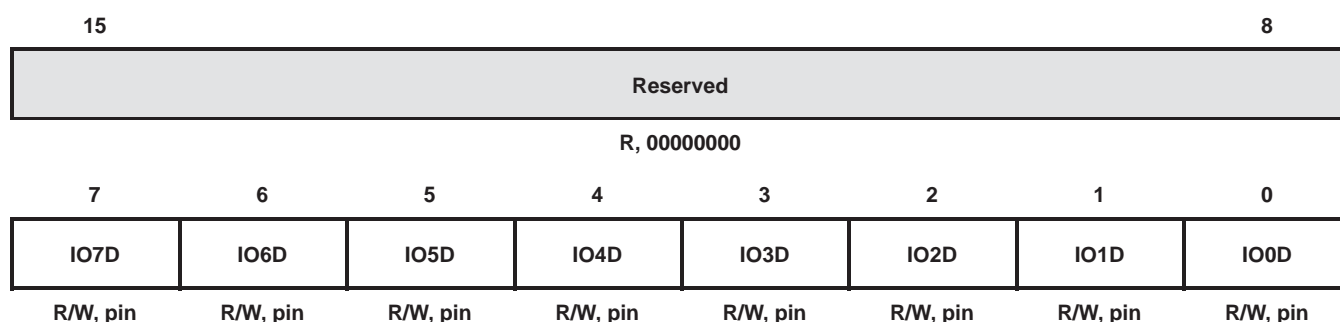 15 8
Reserved
R, 00000000
7 6 5 4 3 2 1 0
IO7D IO6D IO5D IO4D IO3D IO2D IO1D IO0D
R/W, pin R/W, pin R/W, pin R/W, pin R/W, pin R/W, pin R/W, pin R/W, pin